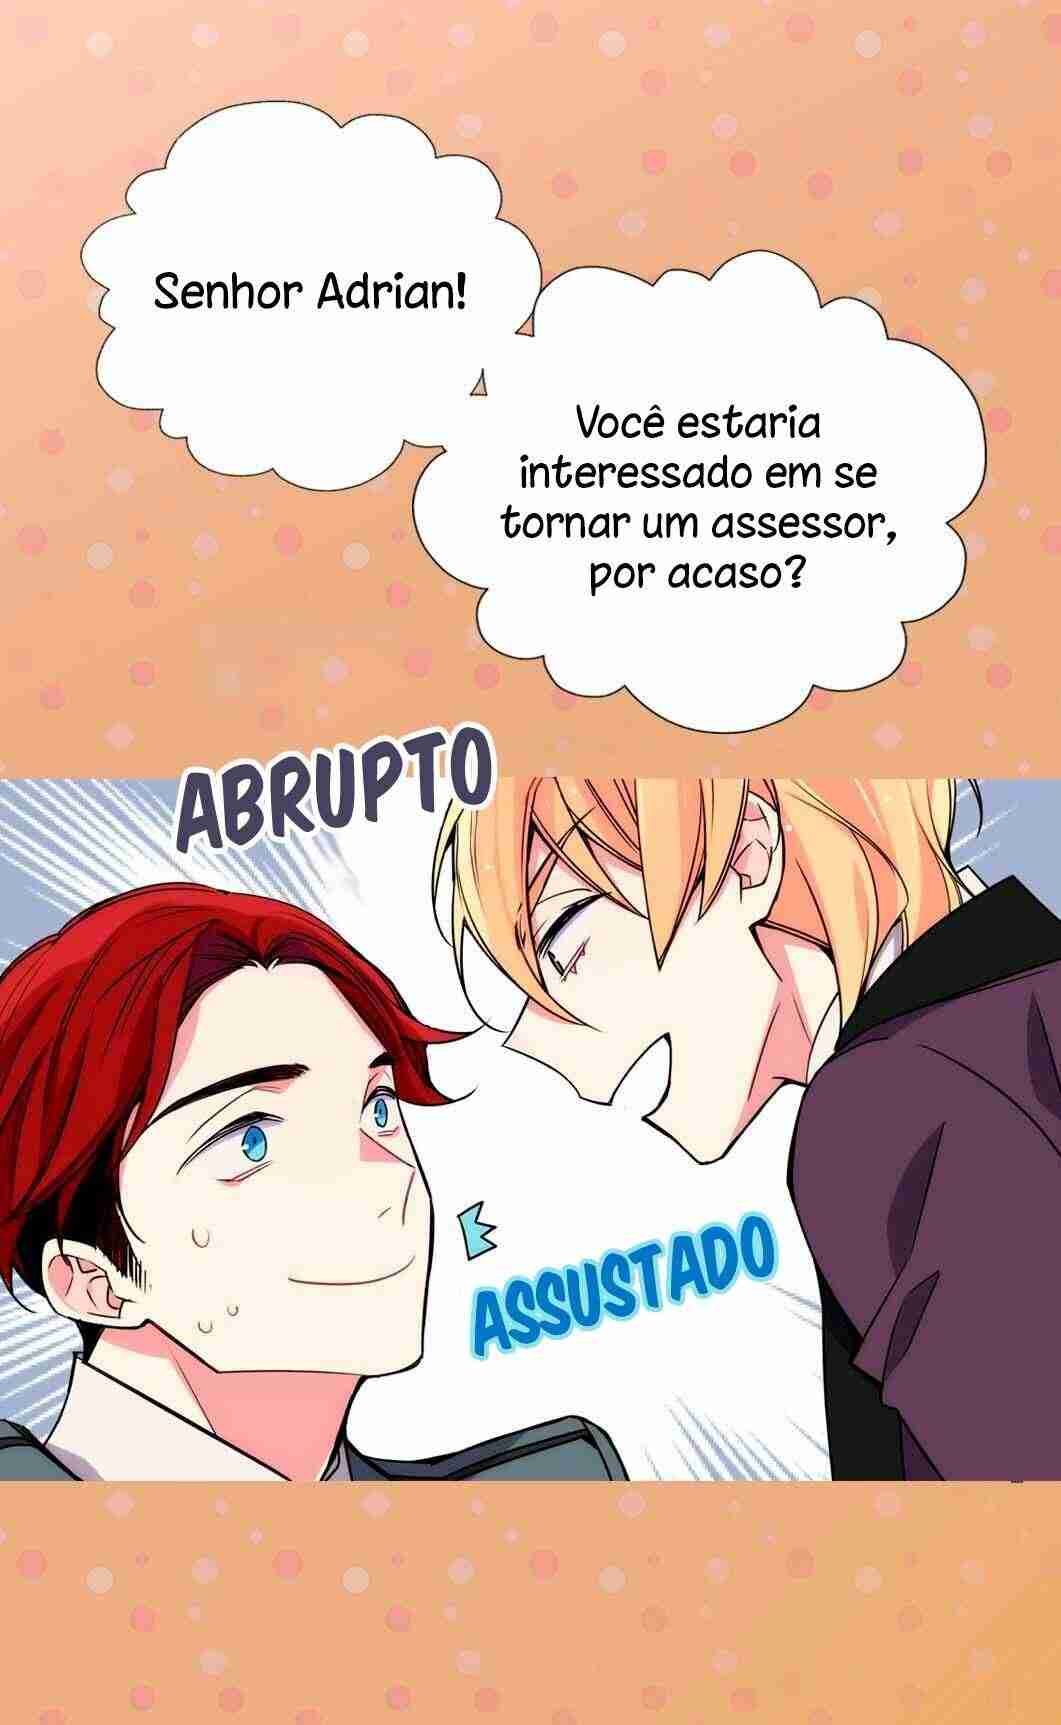 Senhor Adrian!
Você estaria
interessado em se
tornar um assessor,
por acaso?
ABRUPTO
ASSUSTADO